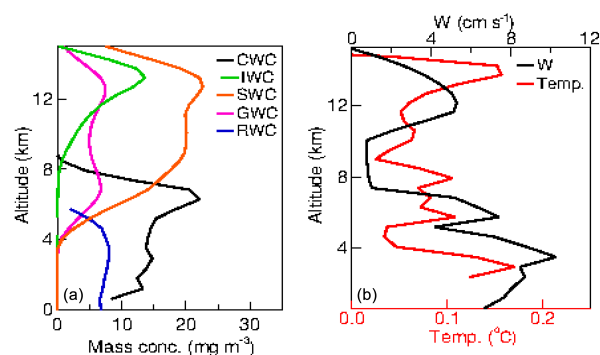 W (cm s⁻¹)
0 4 8 12
CWC
IWC
SWC
GWC
RWC
W
Temp.
Altitude (km)
12
8
4
0
Altitude (km)
12
8
4
(a)
(b)
0 10 20 30
Mass conc. (mg m⁻³)
0.0 0.1 0.2
Temp. (°C)